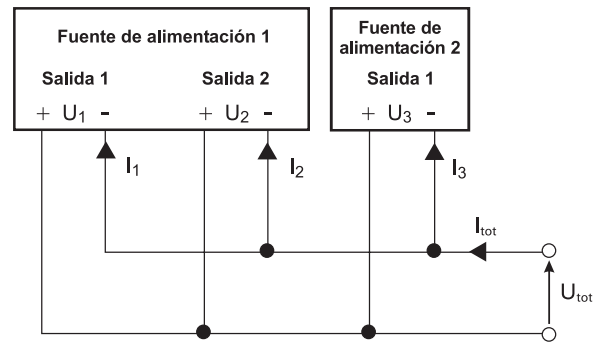 Fuente de alimentación 1
Salida 1
Salida 2
+ U1 -
+ U2 -
Fuente de
alimentación 2
Salida 1
+ U3 -
I1
I2
I3
Itot
Utot